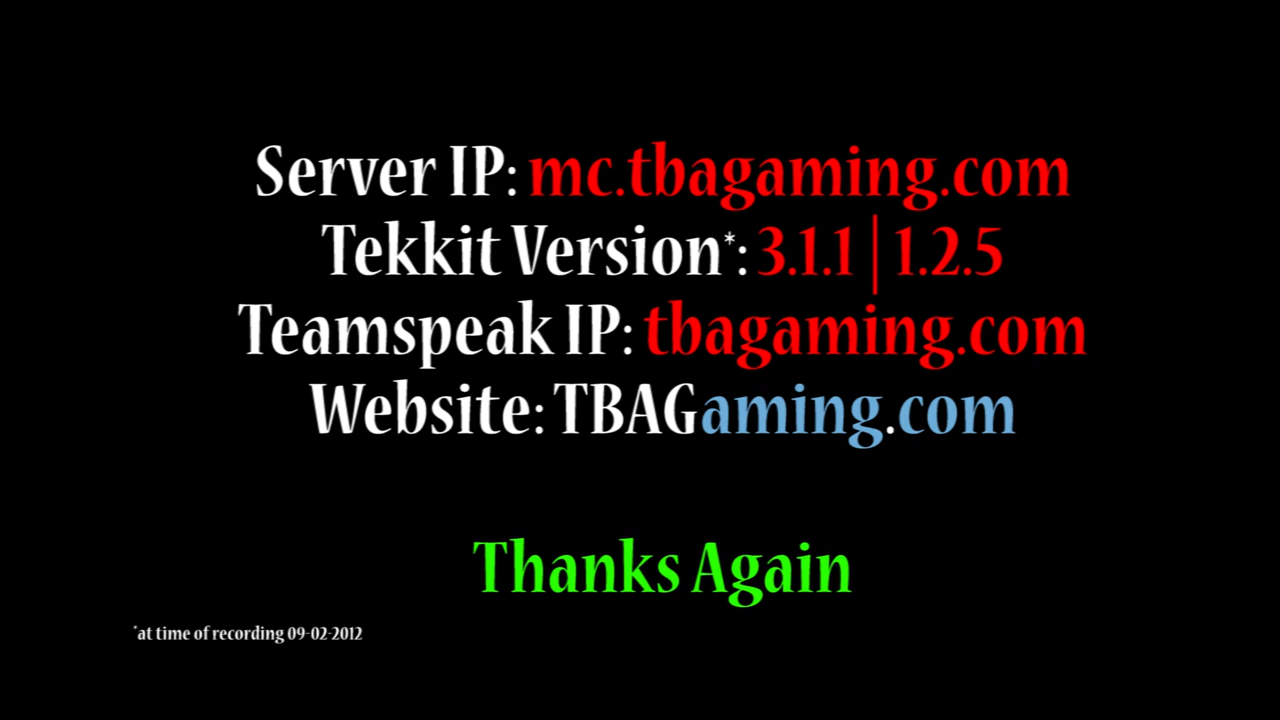 Server IP: mc.tbagaming.com
Tekkit Version*: 3.1.1 | 1.2.5
Teamspeak IP: tbagaming.com
Website: TBAGaming.com
Thanks Again
*at time of recording 09-02-2012